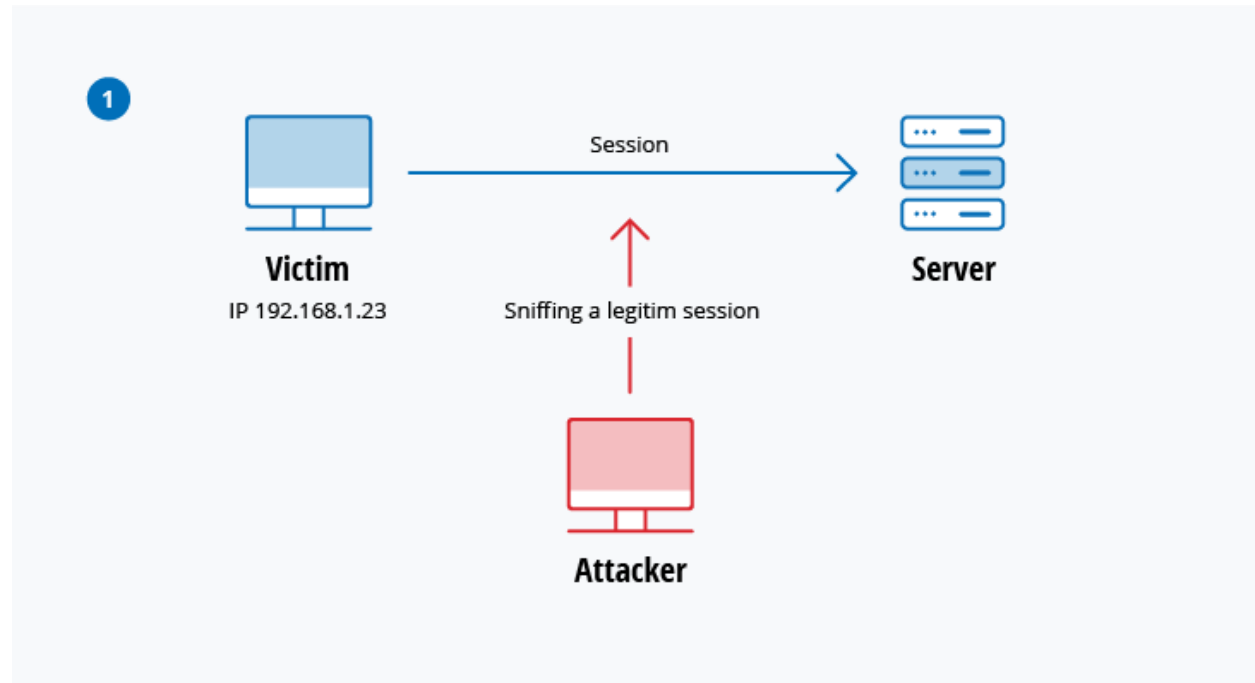 1
Session
Victim
IP 192.168.1.23
Server
Sniffing a legitim session
Attacker